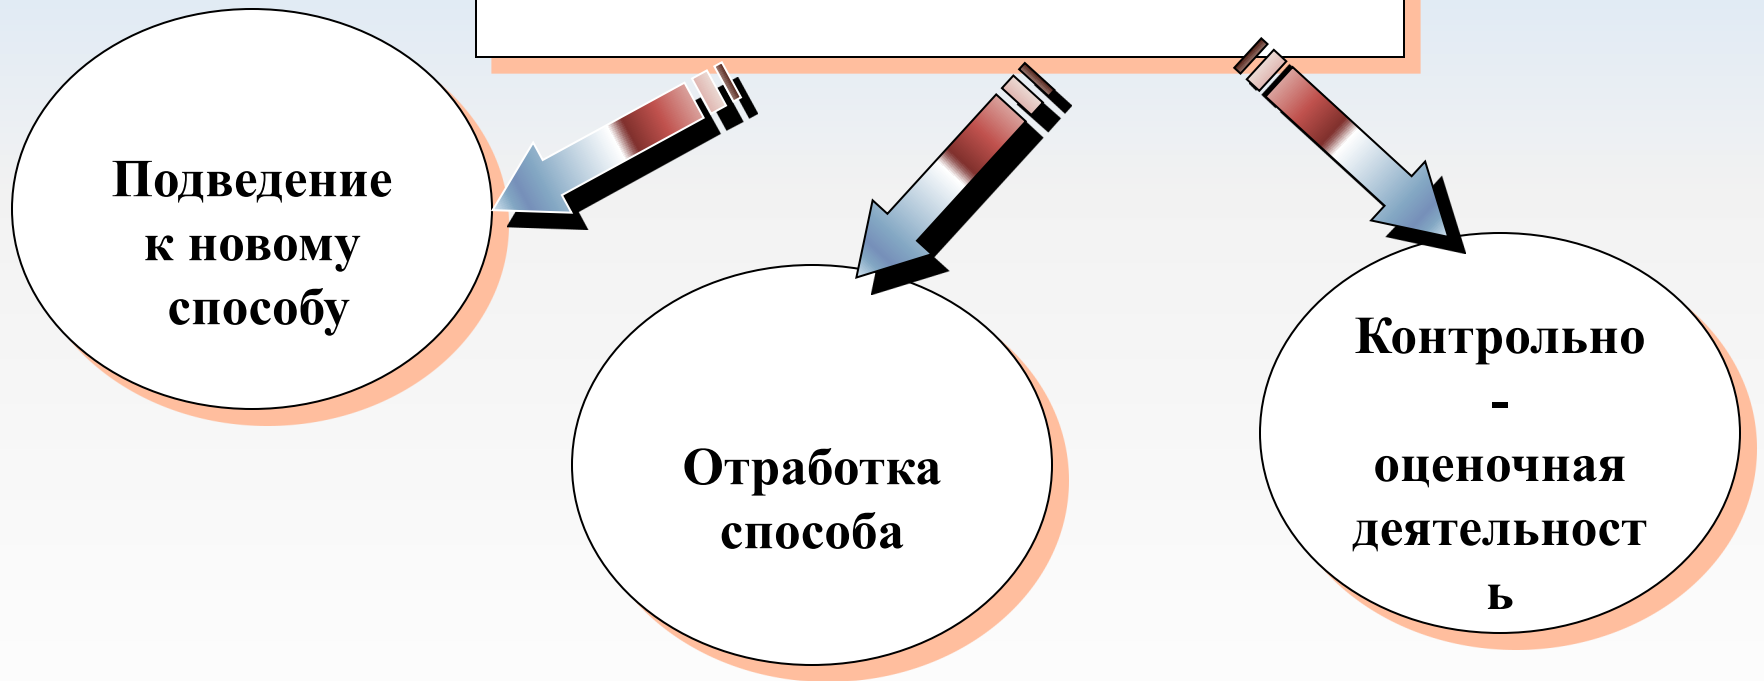 Подведение
к новому
способу
Отработка
способа
Контрольно
-
оценочная
деятельност
ь